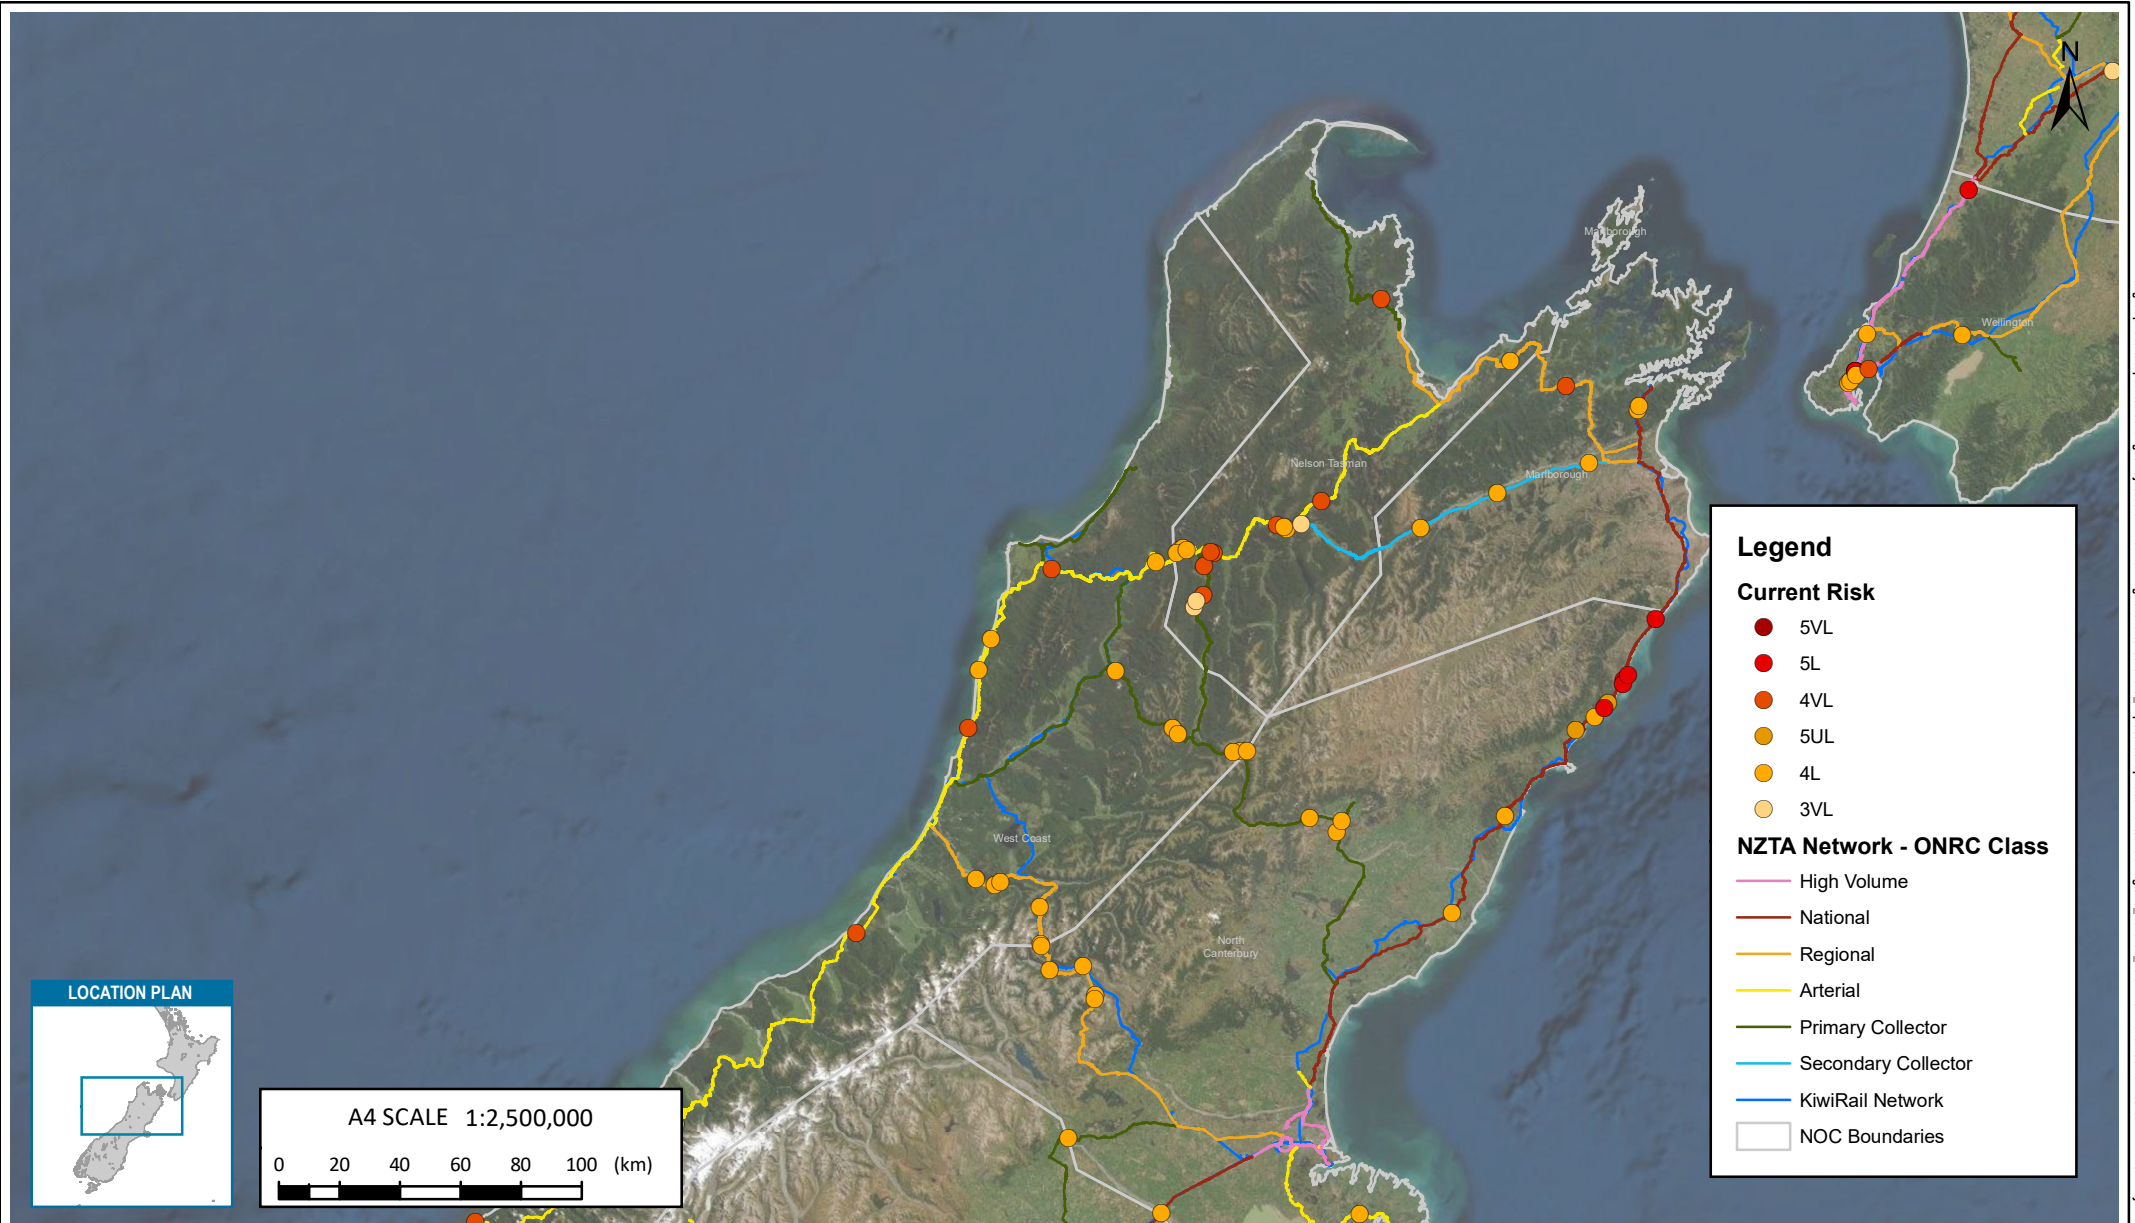 N
Marlborough
Wellington
Nelson Tasman
Marlborough
West Coast
North
Canterbury
Legend
Current Risk
5VL
5L
4VL
5UL
4L
3VL
NZTA Network - ONRC Class
High Volume
National
Regional
Arterial
Primary Collector
Secondary Collector
KiwiRail Network
NOC Boundaries
LOCATION PLAN
A4 SCALE 1:2,500,000
0 20 40 60 80 100 (km)